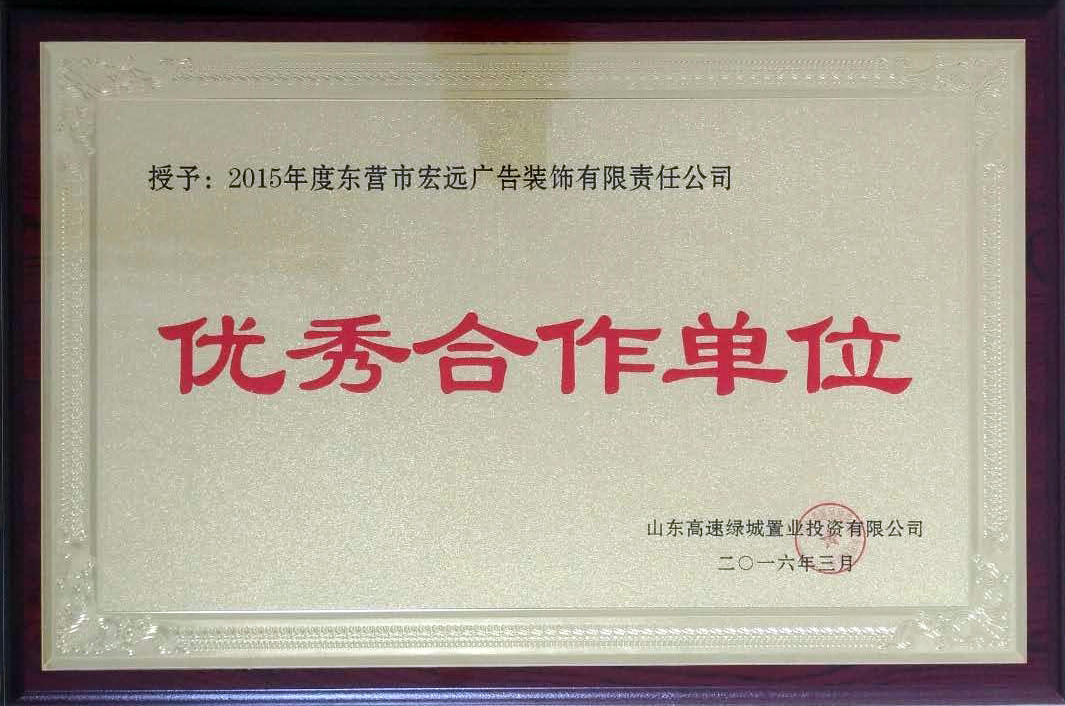 授予：2015年度东营市宏远广告装饰有限责任公司
优秀合作单位
山东高速绿城置业投资有限公司
二〇一六年三月